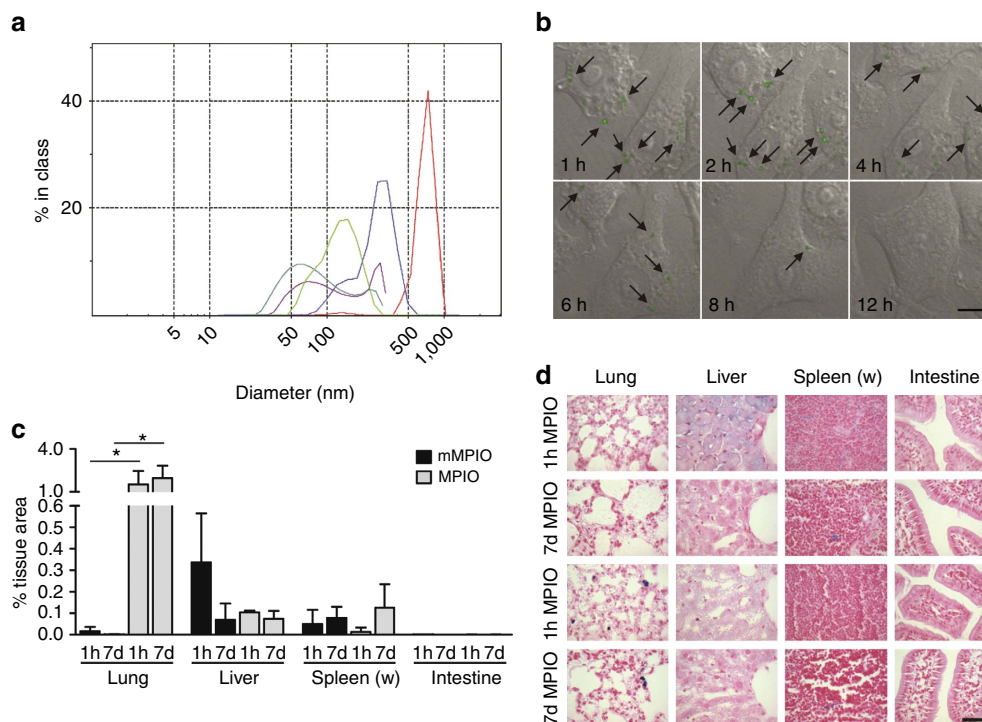 a
% in class
40
20
5
10
50
100
500
1,000
Diameter (nm)
b
1 h
2 h
4 h
6 h
8 h
12 h
c
% tissue area
4.0
1.0
0.6
0.5
0.4
0.3
0.2
0.1
0.0
*
*
mMPIO
MPIO
1h 7d 1h 7d
1h 7d 1h 7d
1h 7d 1h 7d
1h 7d 1h 7d
Lung
Liver
Spleen (w)
Intestine
d
Lung
Liver
Spleen (w)
Intestine
1h MPIO
7d MPIO
1h MPIO
7d MPIO